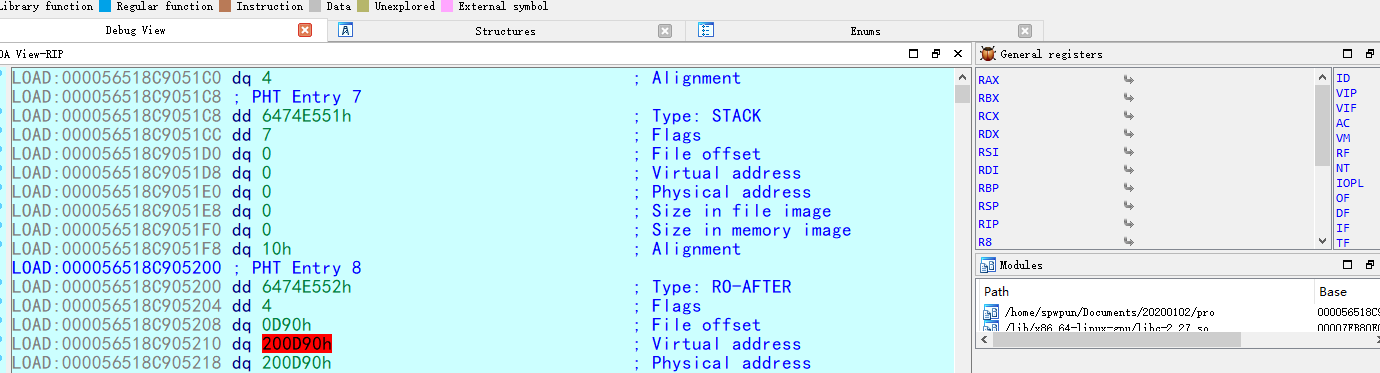 Library function Regular function Instruction Data Unexplored External symbol
Debug View Structures Enums
DA View-RIP
LOAD:000056518C9051C0 dq 4 ; Alignment
LOAD:000056518C9051C8 ; PHT Entry 7
LOAD:000056518C9051C8 dd 6474E551h ; Type: STACK
LOAD:000056518C9051CC dd 7 ; Flags
LOAD:000056518C9051D0 dq 0 ; File offset
LOAD:000056518C9051D8 dq 0 ; Virtual address
LOAD:000056518C9051E0 dq 0 ; Physical address
LOAD:000056518C9051E8 dq 0 ; Size in file image
LOAD:000056518C9051F0 dq 0 ; Size in memory image
LOAD:000056518C9051F8 dq 10h ; Alignment
LOAD:000056518C905200 ; PHT Entry 8
LOAD:000056518C905200 dd 6474E552h ; Type: RO-AFTER
LOAD:000056518C905204 dd 4 ; Flags
LOAD:000056518C905208 dq 0D90h ; File offset
LOAD:000056518C905210 dq 200D90h ; Virtual address
LOAD:000056518C905218 dq 200D90h ; Physical address
General registers
RAX
RBX
RCX
RDX
RSI
RDI
RBP
RSP
RIP
R8
ID
VIP
VIF
AC
VM
RF
NT
IOPL
OF
DF
IF
TF
Modules
Path Base
/home/spwpun/Documents/20200102/pro 000056518C9
/lib/x86_64-linux-gnu/libc-2.27.so